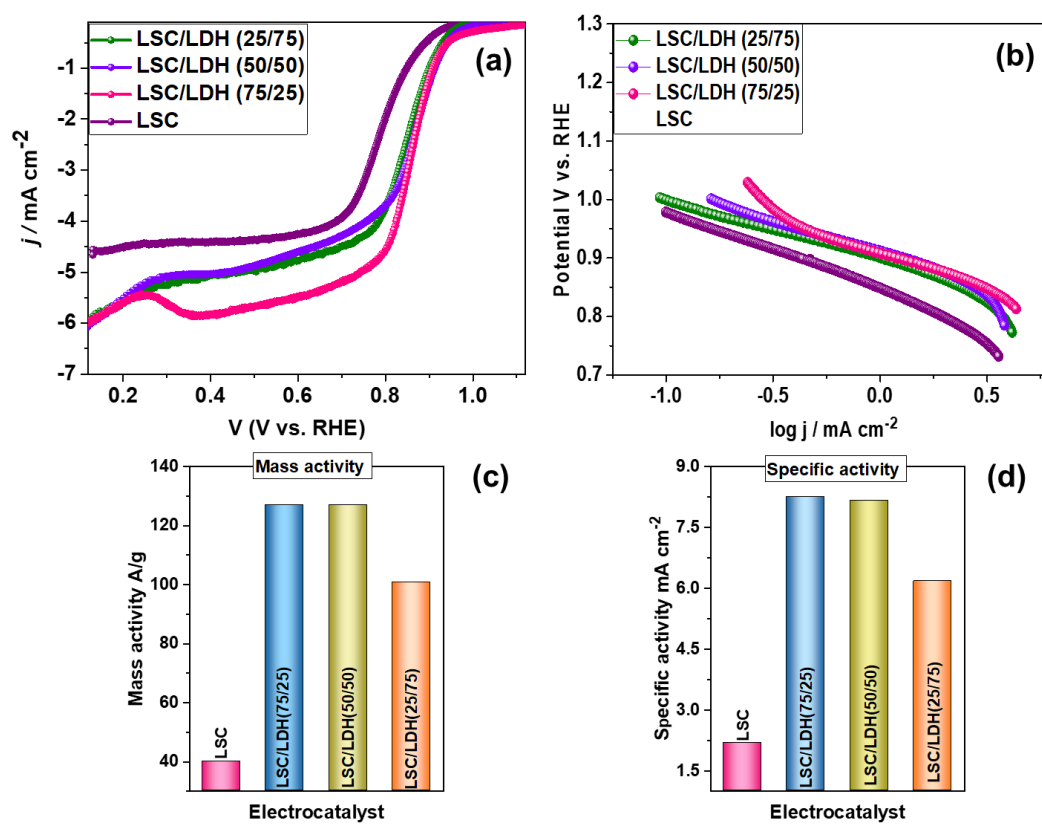 (a)
LSC/LDH (25/75)
LSC/LDH (50/50)
LSC/LDH (75/25)
LSC
j / mA cm-2
-1
-2
-3
-4
-5
-6
-7
0.2
0.4
0.6
0.8
1.0
V (V vs. RHE)
(b)
LSC/LDH (25/75)
LSC/LDH (50/50)
LSC/LDH (75/25)
LSC
Potential V vs. RHE
1.3
1.2
1.1
1.0
0.9
0.8
0.7
-1.0
-0.5
0.0
0.5
1.0
log j / mA cm-2
(c)
Mass activity
Mass activity A/g
140
120
100
80
60
40
LSC
LSC/LDH(75/25)
LSC/LDH(50/50)
LSC/LDH(25/75)
Electrocatalyst
(d)
Specific activity
Specific activity mA cm-2
9.0
7.5
6.0
4.5
3.0
1.5
LSC
LSC/LDH(75/25)
LSC/LDH(50/50)
LSC/LDH(25/75)
Electrocatalyst